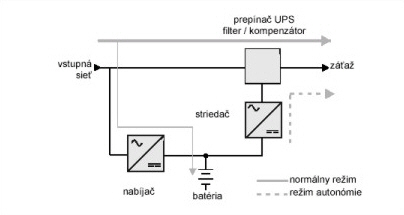 prepínač UPS
filter / kompenzátor
vstupná
sieť
záťaž
striedač
nabíjač
batéria
normálny režim
režim autonómie